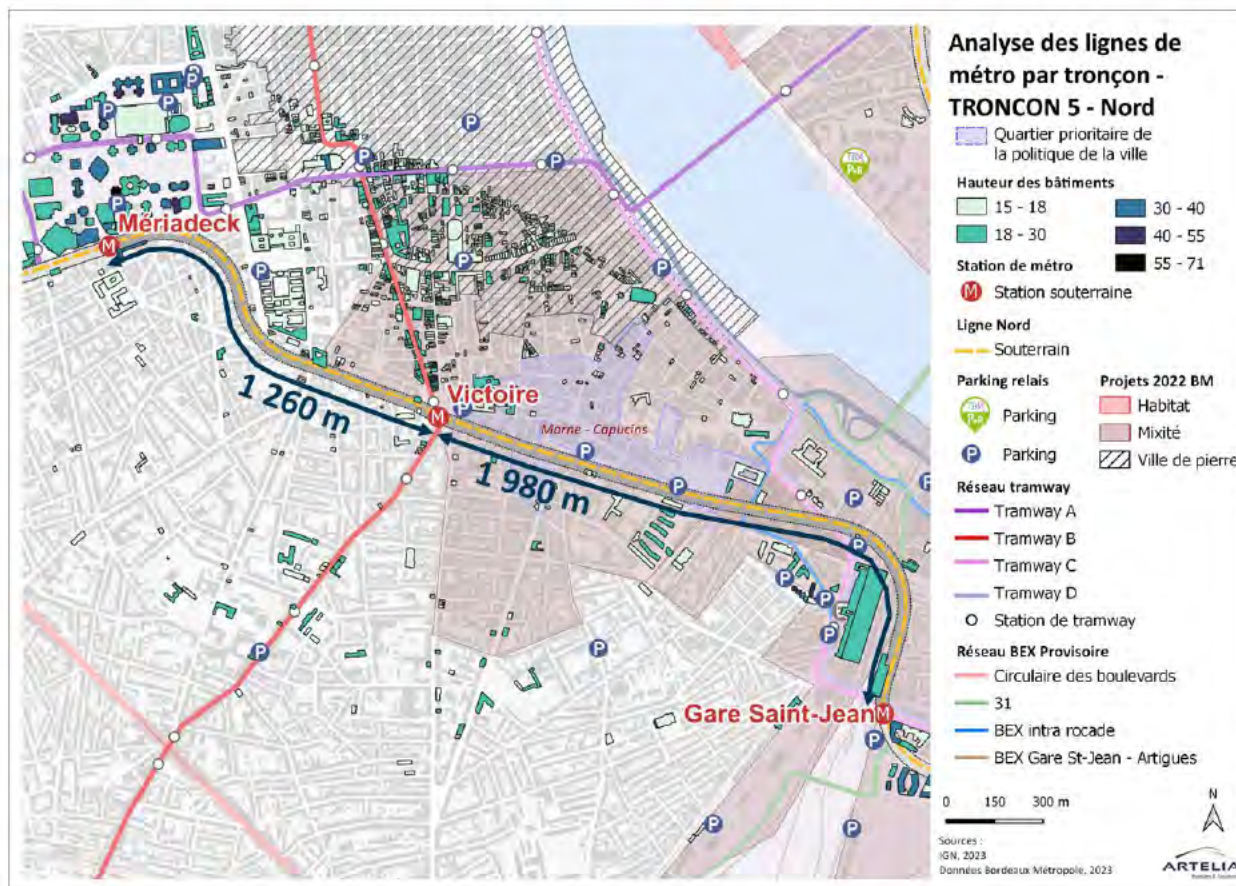 Analyse des lignes de
métro par tronçon -
TRONCON 5 - Nord
Quartier prioritaire de
la politique de la ville
Hauteur des bâtiments
15 - 18
30 - 40
18 - 30
40 - 55
55 - 71
Station de métro
M Station souterraine
Ligne Nord
Souterrain
Parking relais
P+R Parking
P Parking
Projets 2022 BM
Habitat
Mixité
Ville de pierre
Réseau tramway
Tramway A
Tramway B
Tramway C
Tramway D
Station de tramway
Réseau BEX Provisoire
Circulaire des boulevards
31
BEX intra rocade
BEX Gare St-Jean - Artigues
0 150 300 m
N
Sources :
IGN, 2023
Données Bordeaux Métropole, 2023
ARTELIA
Mériadeck
M
1 260 m
Victoire
M
Marne - Capucins
1 980 m
Gare Saint-Jean
M
P+R